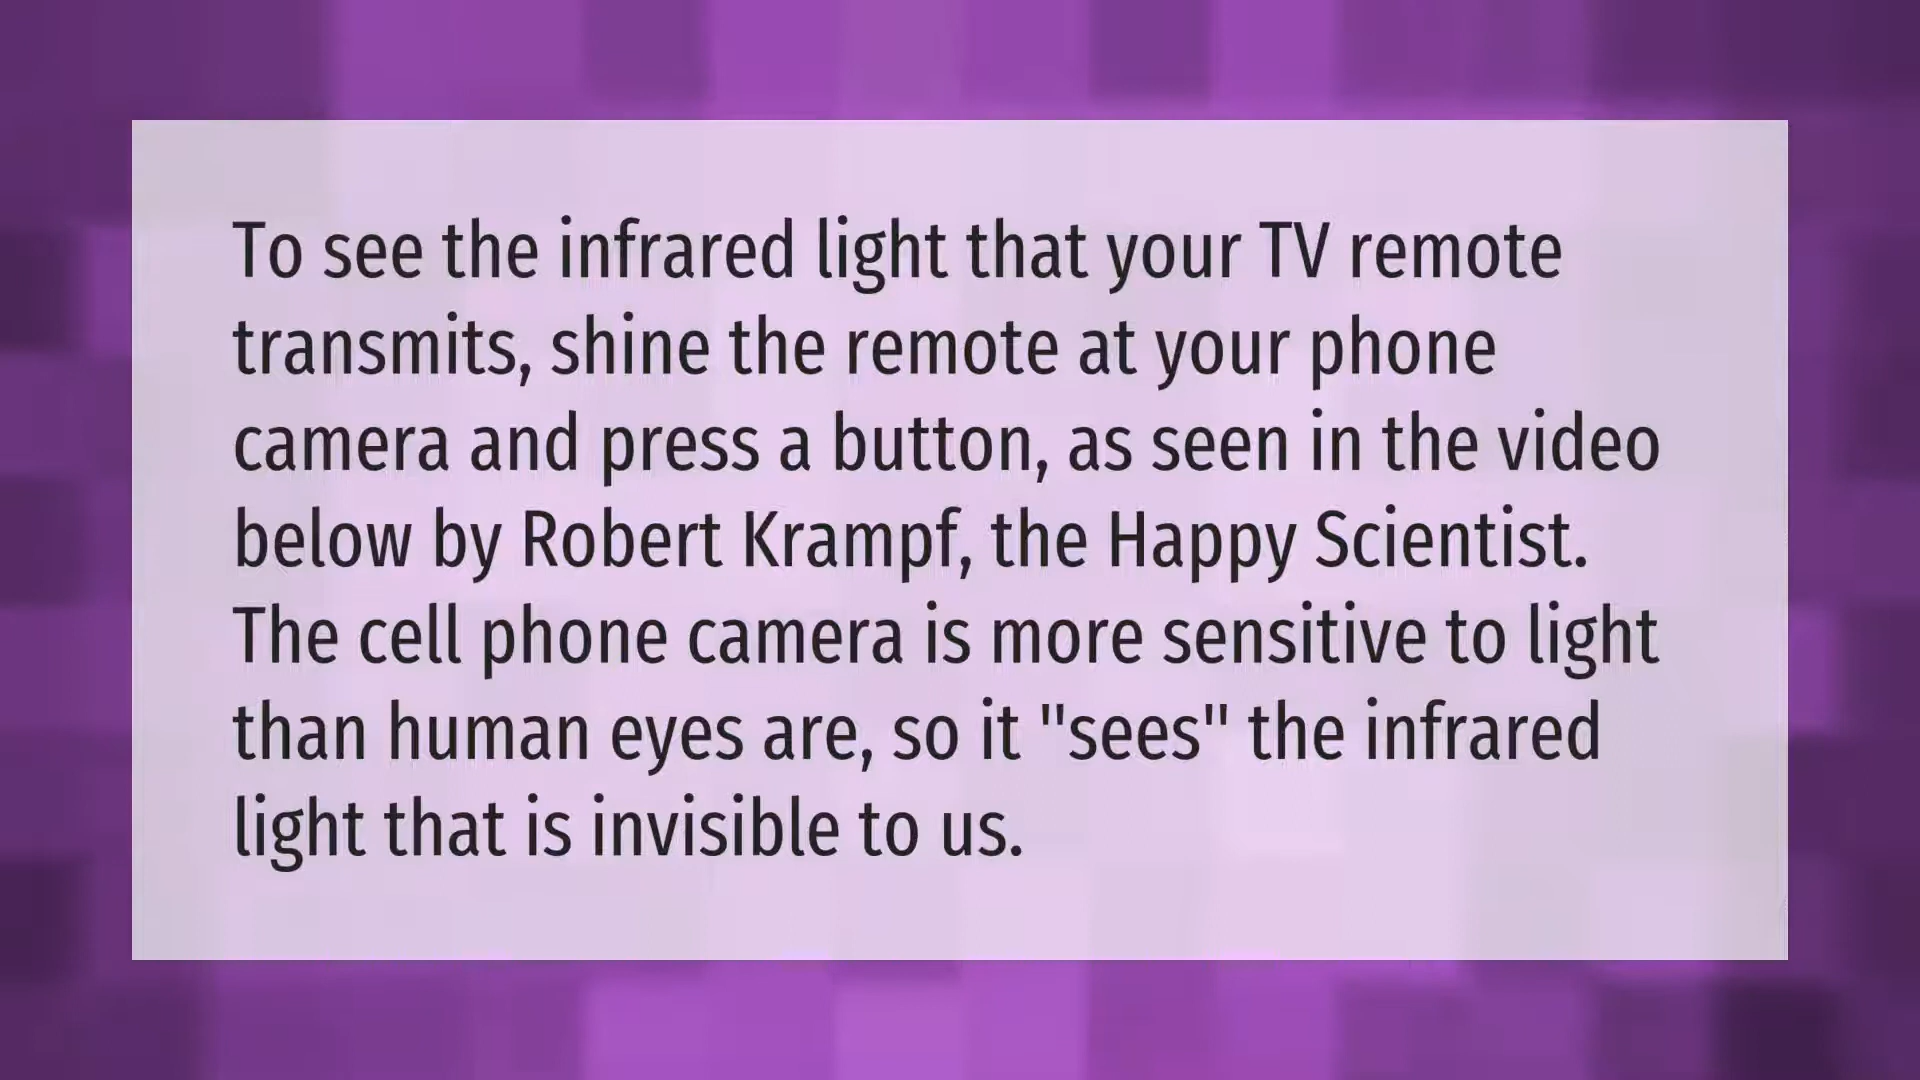 To see the infrared light that your TV remote
transmits, shine the remote at your phone
camera and press a button, as seen in the video
below by Robert Krampf, the Happy Scientist.
The cell phone camera is more sensitive to light
than human eyes are, so it "sees" the infrared
light that is invisible to us.